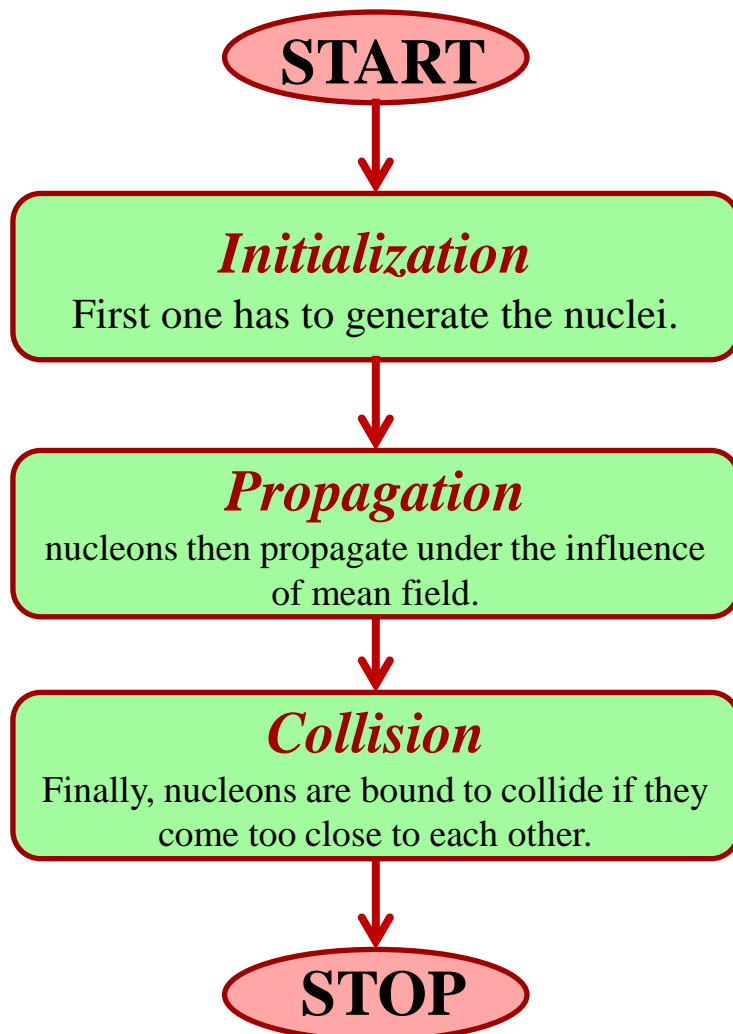 START
Initialization
First one has to generate the nuclei.
Propagation
nucleons then propagate under the influence
of mean field.
Collision
Finally, nucleons are bound to collide if they
come too close to each other.
STOP